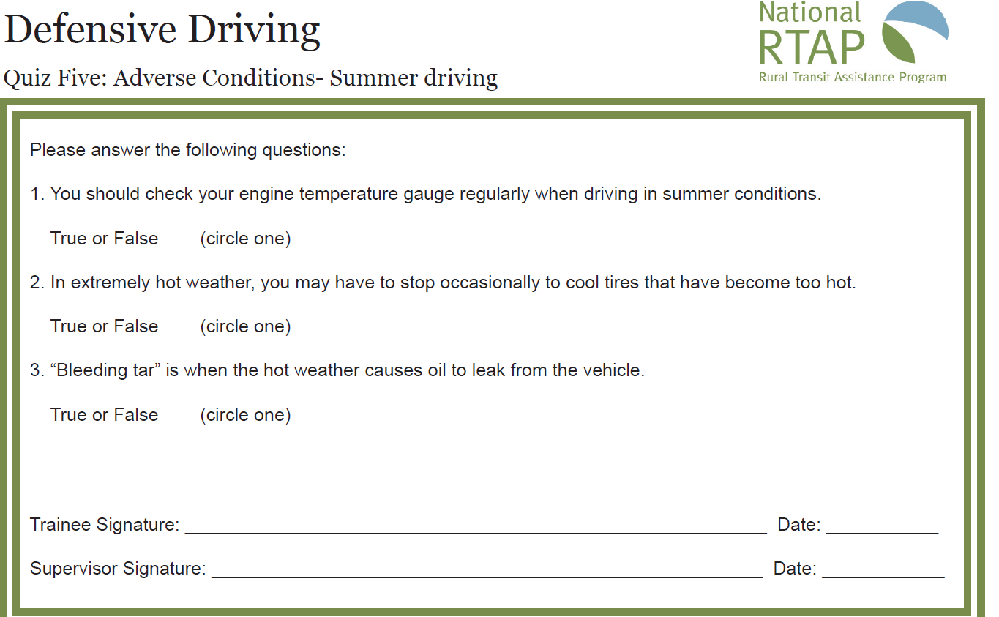 Defensive Driving
National
RTAP
Rural Transit Assistance Program
Quiz Five: Adverse Conditions- Summer driving
Please answer the following questions:
1. You should check your engine temperature gauge regularly when driving in summer conditions.
True or False (circle one)
2. In extremely hot weather, you may have to stop occasionally to cool tires that have become too hot.
True or False (circle one)
3. “Bleeding tar” is when the hot weather causes oil to leak from the vehicle.
True or False (circle one)
Trainee Signature: ____________________ Date: __________
Supervisor Signature: ____________________ Date: __________